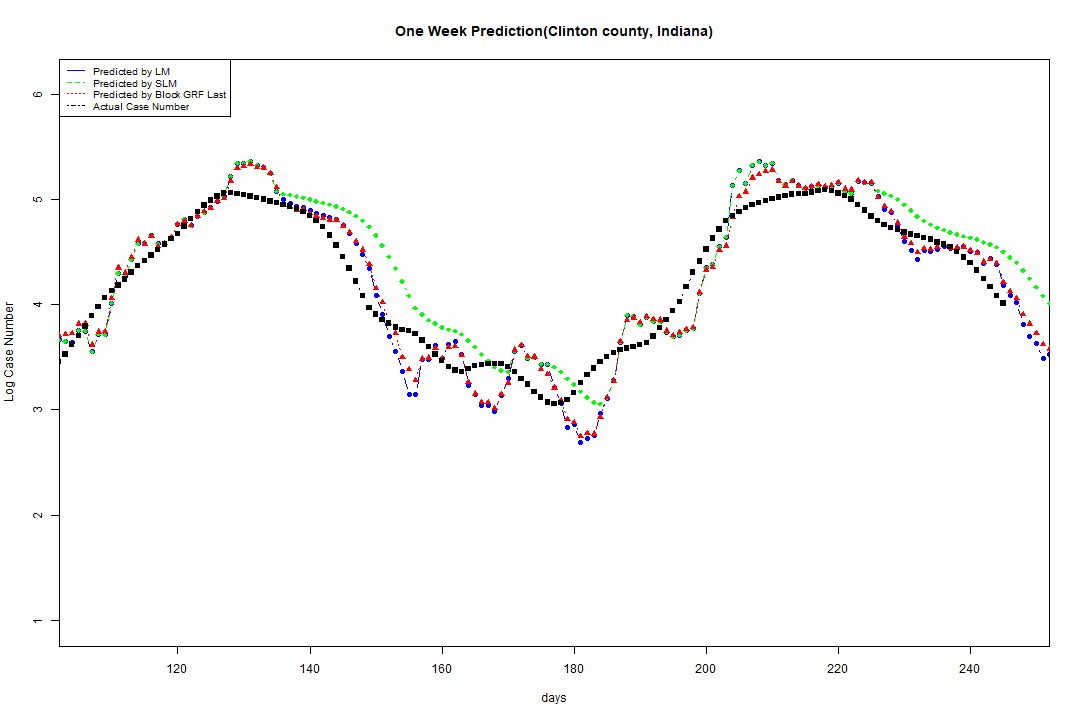 One Week Prediction(Clinton county, Indiana)
Predicted by LM
Predicted by SLM
Predicted by Block GRF Last
Actual Case Number
Log Case Number
6
5
4
3
2
1
120 140 160 180 200 220 240
days